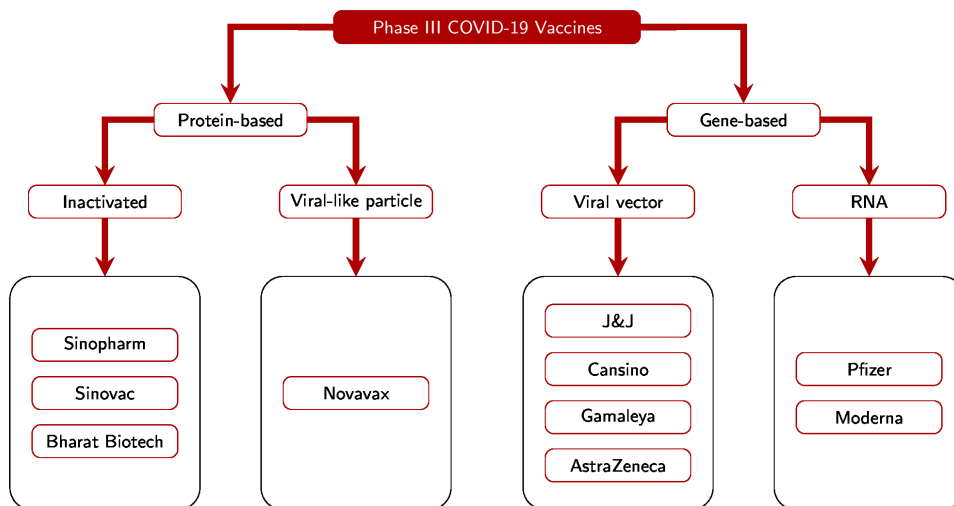 Phase III COVID-19 Vaccines
Protein-based
Gene-based
Inactivated
Viral-like particle
Viral vector
RNA
Sinopharm
Sinovac
Bharat Biotech
Novavax
J&J
Cansino
Gamaleya
AstraZeneca
Pfizer
Moderna